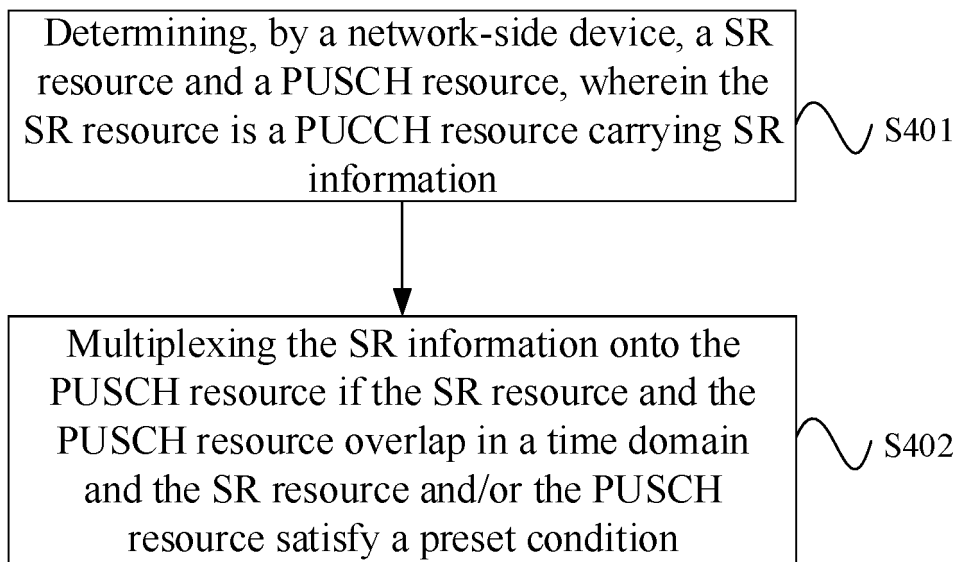 Determining, by a network-side device, a SR
resource and a PUSCH resource, wherein the
SR resource is a PUCCH resource carrying SR
information
S401
Multiplexing the SR information onto the
PUSCH resource if the SR resource and the
PUSCH resource overlap in a time domain
and the SR resource and/or the PUSCH
resource satisfy a preset condition
S402